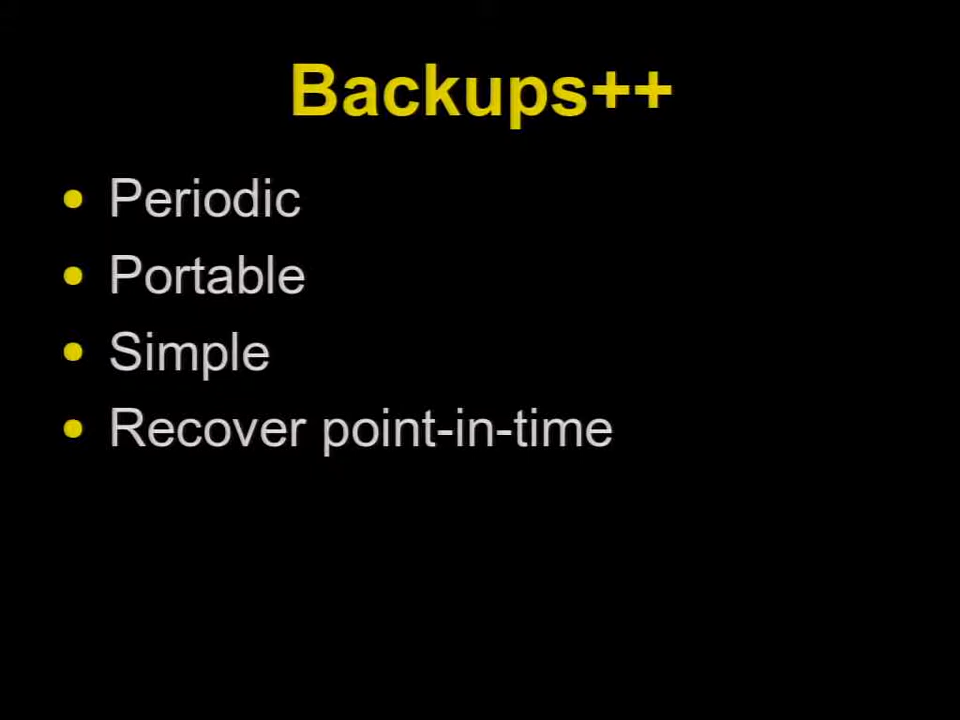 Backups++
• Periodic
• Portable
• Simple
• Recover point-in-time